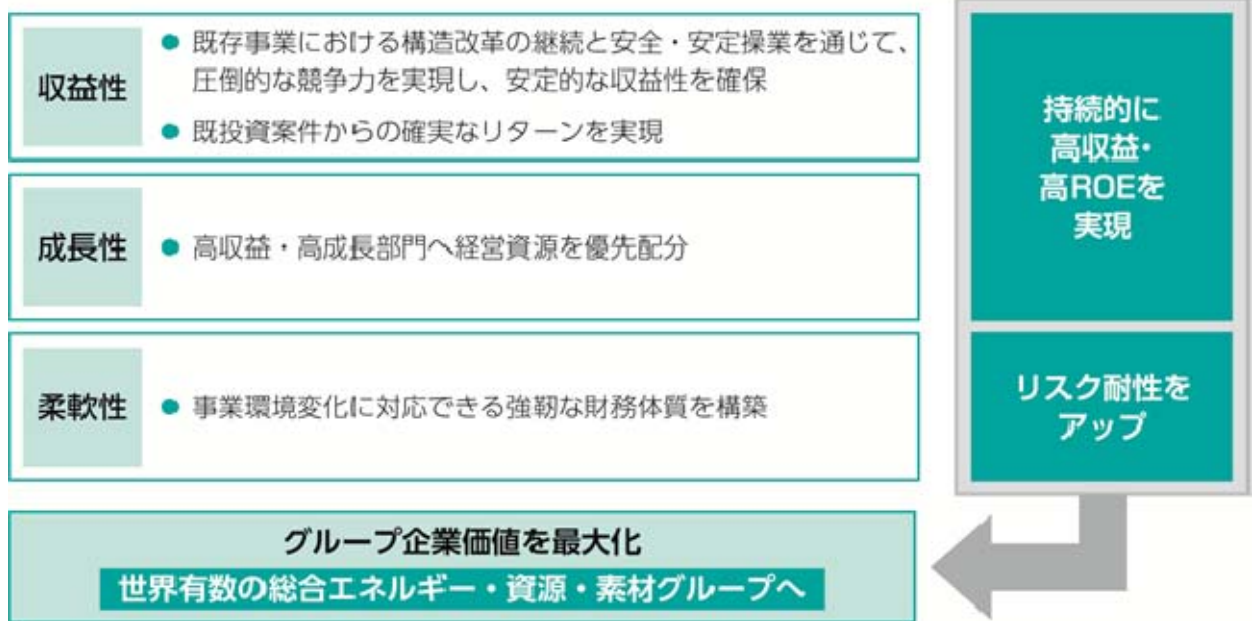 収益性
● 既存事業における構造改革の継続と安全・安定操業を通じて、
圧倒的な競争力を実現し、安定的な収益性を確保
● 既投資案件からの確実なリターンを実現
成長性
● 高収益・高成長部門へ経営資源を優先配分
柔軟性
● 事業環境変化に対応できる強靭な財務体質を構築
持続的に
高収益・
高ROEを
実現
リスク耐性を
アップ
グループ企業価値を最大化
世界有数の総合エネルギー・資源・素材グループへ